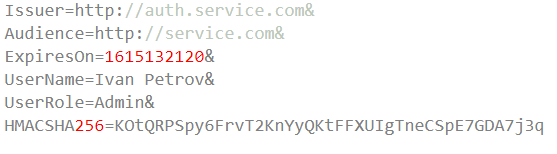 Issuer=http://auth.service.com&
Audience=http://service.com&
ExpiresOn=1615132120&
UserName=Ivan Petrov&
UserRole=Admin&
HMACSHA256=KOtQRPSpy6FrvT2KnYyQKtFFXUIgTneCSpE7GDA7j3q